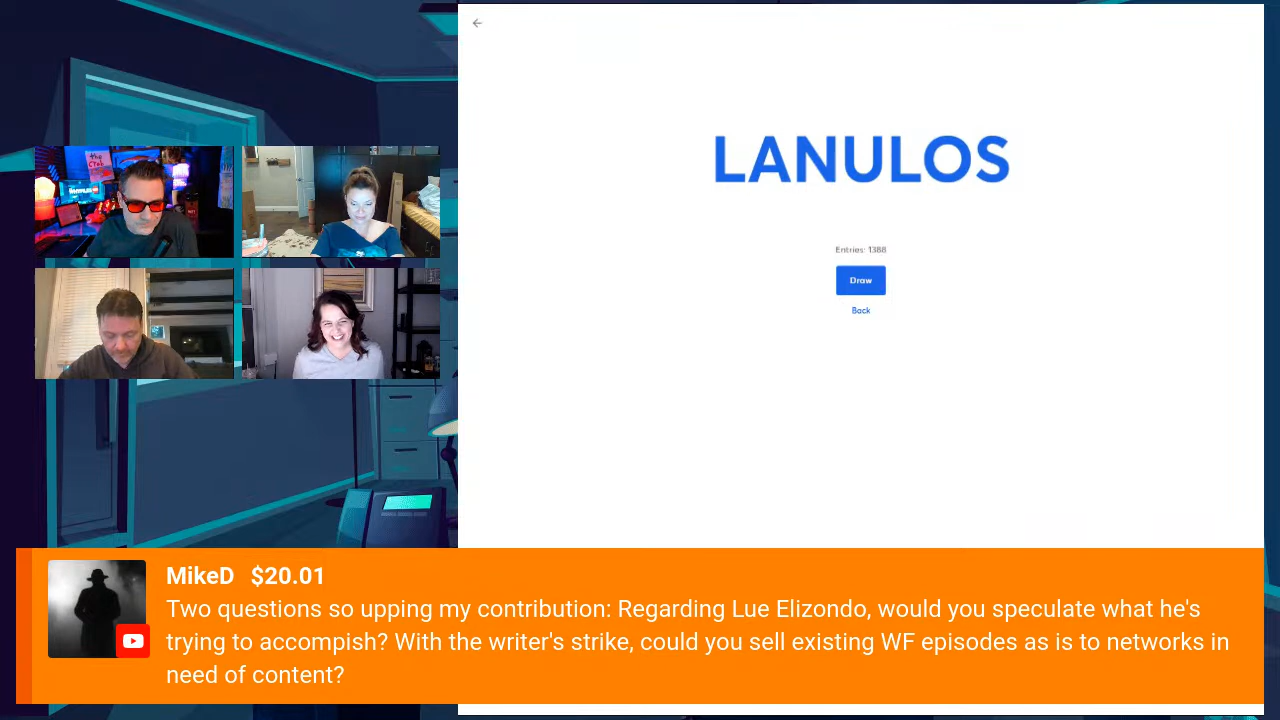 LANULOS
Entries: 1388
Draw
Back
the
MikeD $20.01
Two questions so upping my contribution: Regarding Lue Elizondo, would you speculate what he's
trying to accompish? With the writer's strike, could you sell existing WF episodes as is to networks in
need of content?